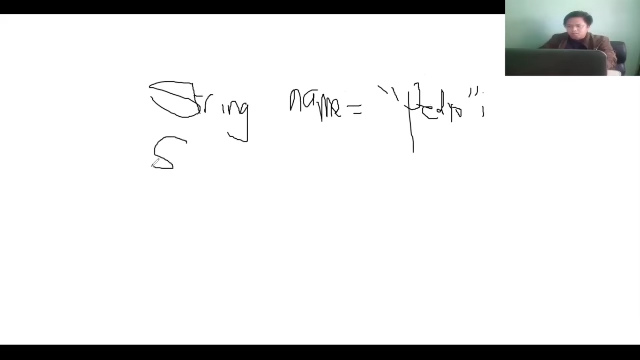 String name = "Pedro";
S